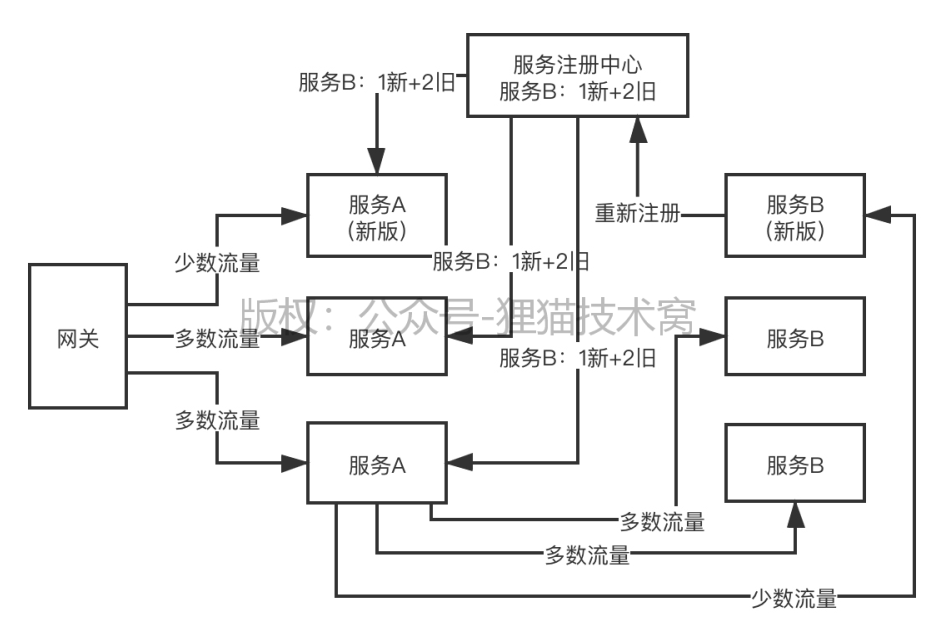 服务注册中心
服务B：1新+2旧
服务B：1新+2旧
服务A
（新版）
重新注册
服务B
（新版）
少数流量
服务B：1新+2旧
版权：公众号-狸猫技术窝
网关
多数流量
服务A
服务B
服务B：1新+2旧
多数流量
服务A
服务B
多数流量
多数流量
少数流量